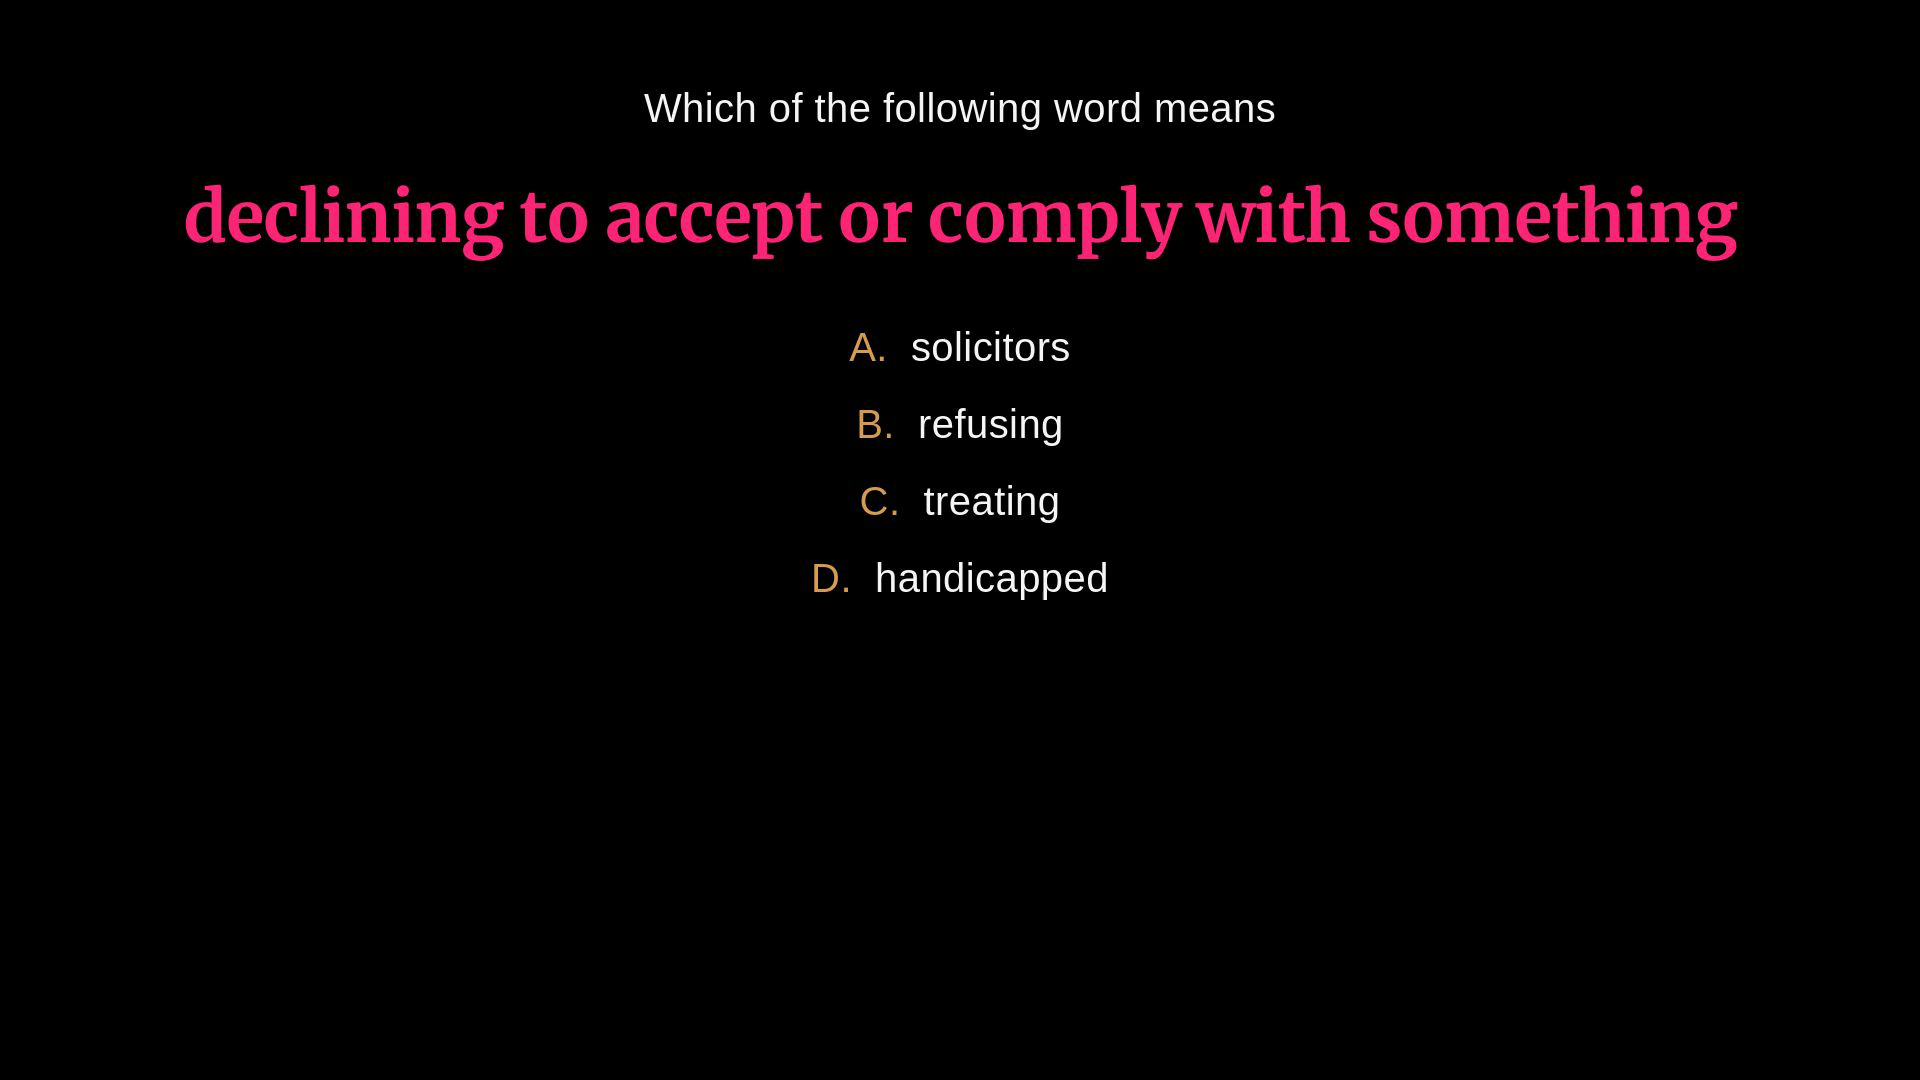 Which of the following word means
declining to accept or comply with something
A. solicitors
B. refusing
C. treating
D. handicapped